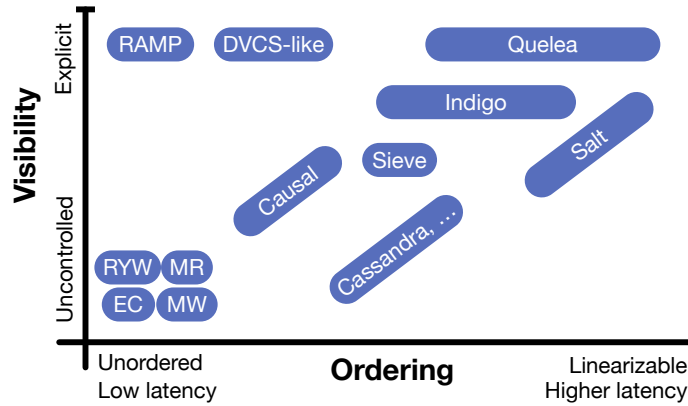 Visibility
Explicit
Uncontrolled
RAMP
DVCS-like
Quelea
Indigo
Salt
Sieve
Causal
Cassandra, ...
RYW
MR
EC
MW
Unordered
Low latency
Ordering
Linearizable
Higher latency